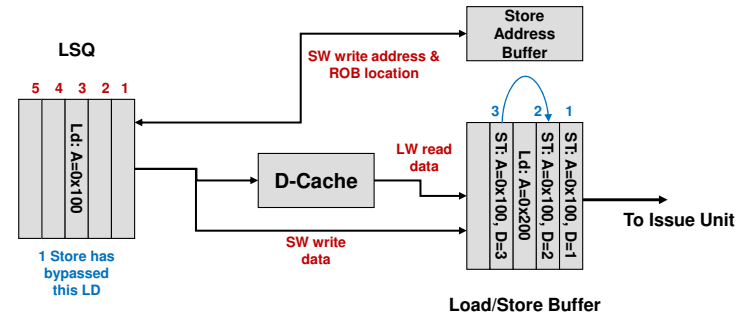 Store
Address
Buffer
LSQ
SW write address &
ROB location
5 4 3 2 1
3 2 1
Ld: A=0x100
LW read
data
D-Cache
ST: A=0x100, D=3
Ld: A=0x200
ST: A=0x100, D=2
ST: A=0x100, D=1
To Issue Unit
SW write
data
1 Store has
bypassed
this LD
Load/Store Buffer